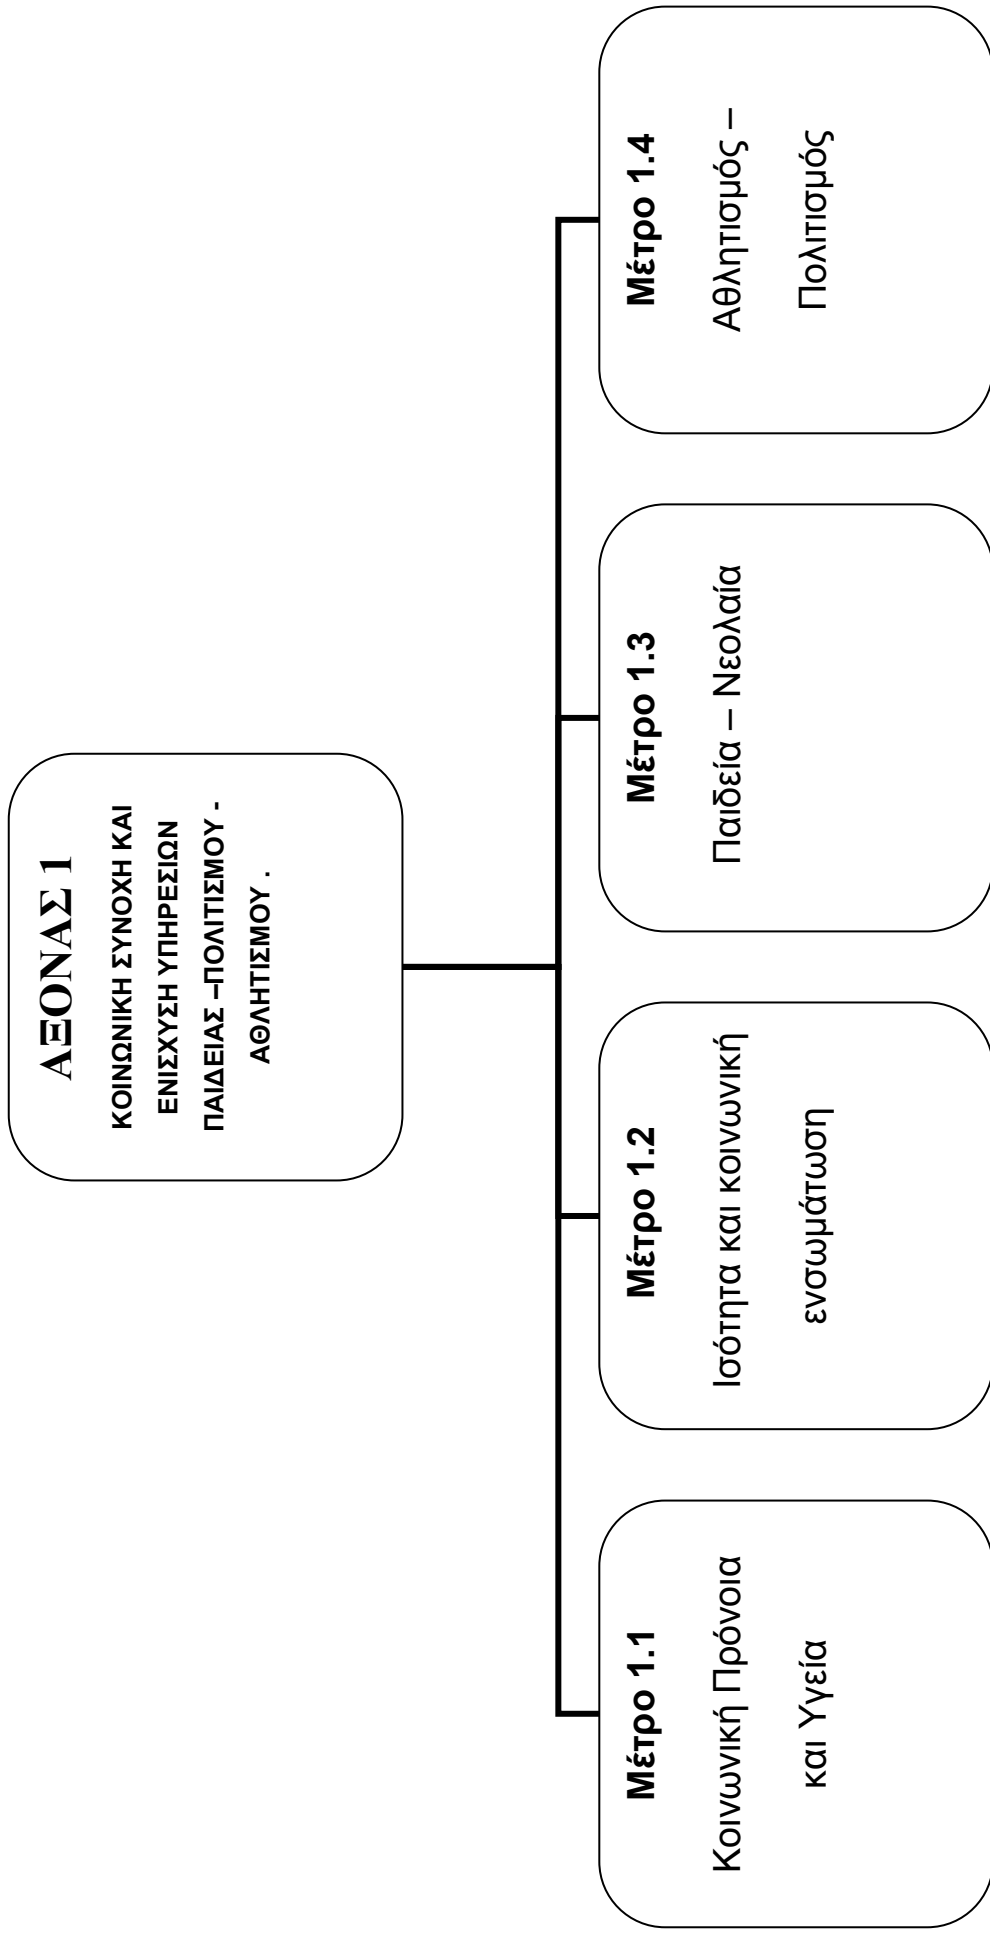 ΑΞΟΝΑΣ 1
ΚΟΙΝΩΝΙΚΗ ΣΥΝΟΧΗ ΚΑΙ
ΕΝΙΣΧΥΣΗ ΥΠΗΡΕΣΙΩΝ
ΠΑΙΔΕΙΑΣ –ΠΟΛΙΤΙΣΜΟΥ -
ΑΘΛΗΤΙΣΜΟΥ .
Μέτρο 1.1
Κοινωνική Πρόνοια
και Υγεία
Μέτρο 1.2
Ισότητα και κοινωνική
ενσωμάτωση
Μέτρο 1.3
Παιδεία – Νεολαία
Μέτρο 1.4
Αθλητισμός –
Πολιτισμός